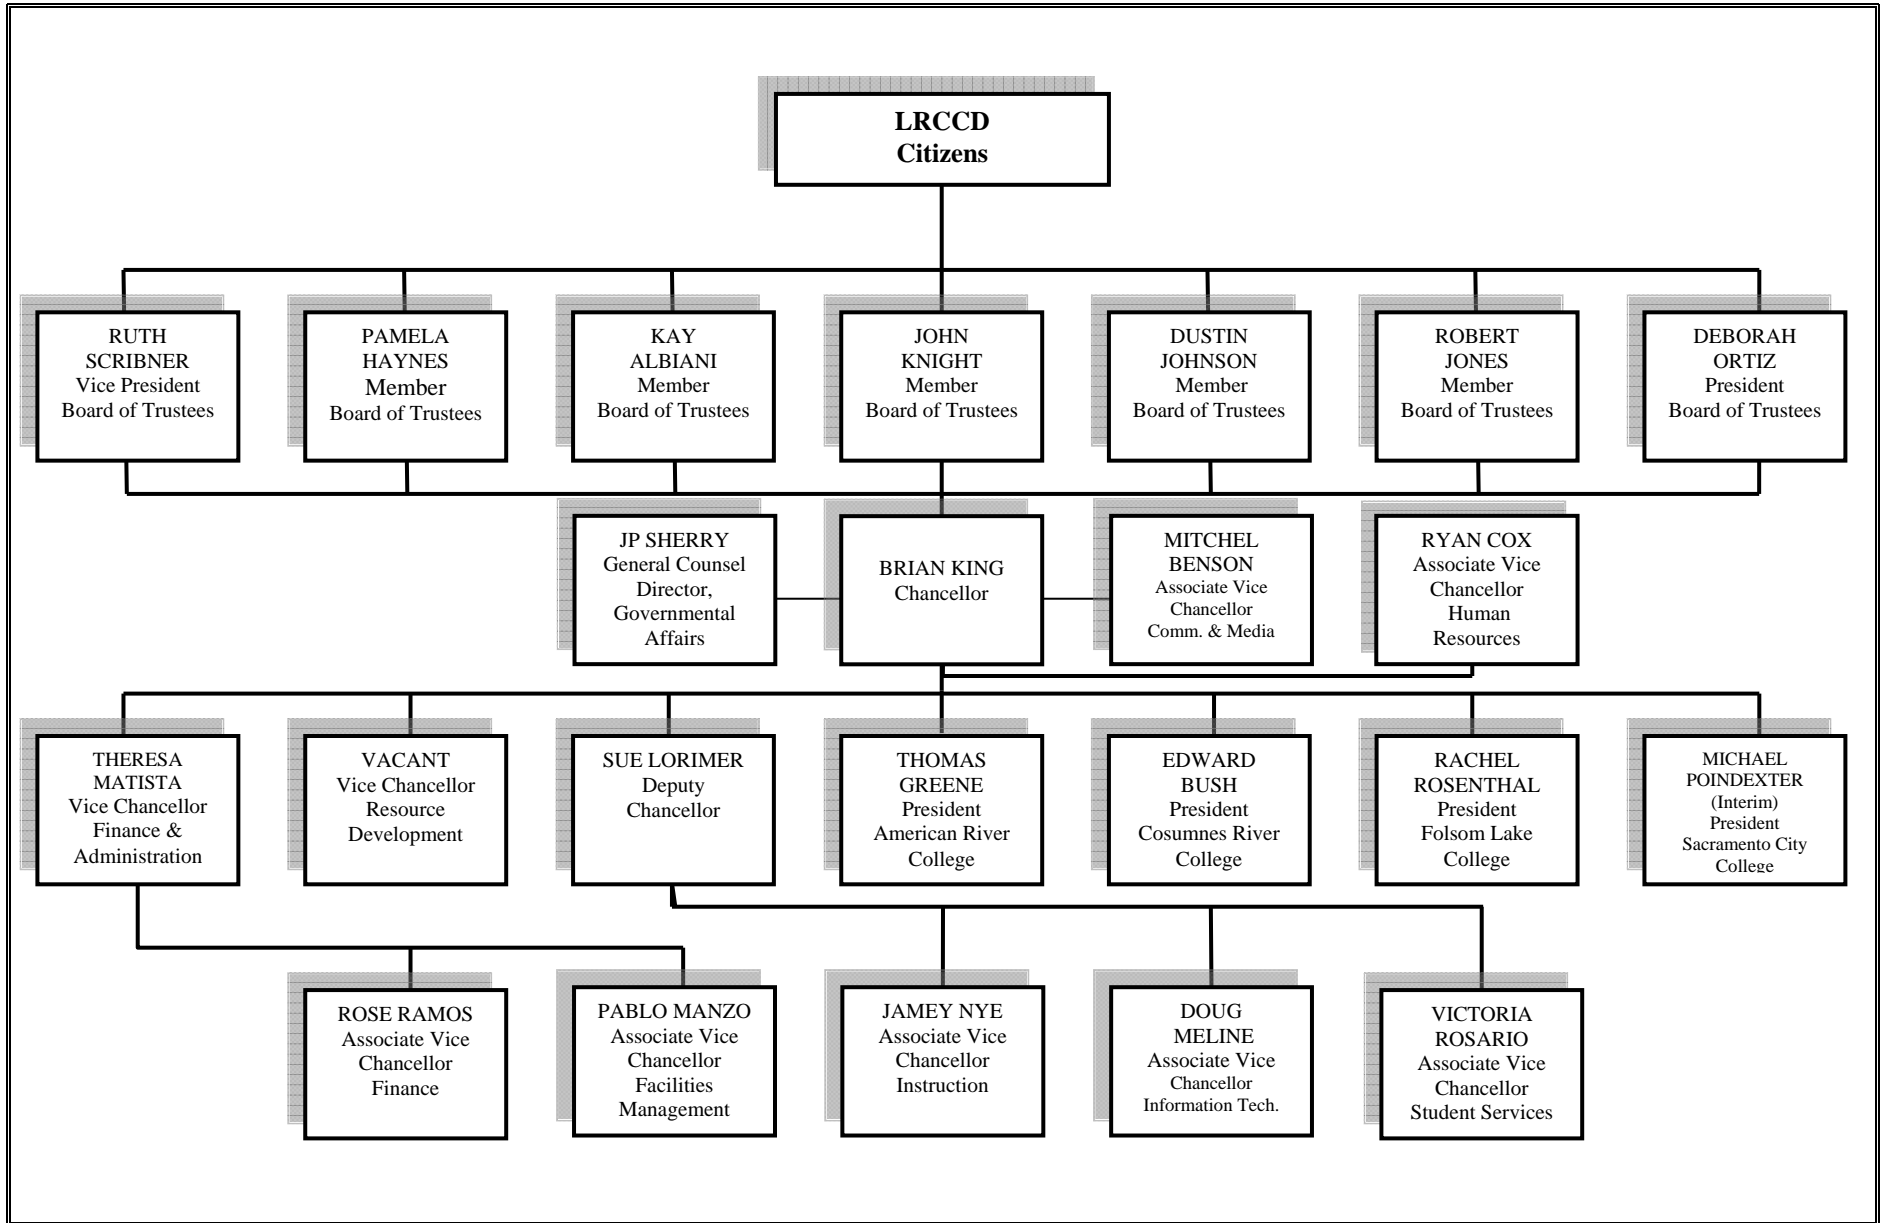 LRCCD
Citizens
RUTH
SCRIBNER
Vice President
Board of Trustees
PAMELA
HAYNES
Member
Board of Trustees
KAY
ALBIANI
Member
Board of Trustees
JOHN
KNIGHT
Member
Board of Trustees
DUSTIN
JOHNSON
Member
Board of Trustees
ROBERT
JONES
Member
Board of Trustees
DEBORAH
ORTIZ
President
Board of Trustees
JP SHERRY
General Counsel
Director,
Governmental
Affairs
BRIAN KING
Chancellor
MITCHEL
BENSON
Associate Vice
Chancellor
Comm. & Media
RYAN COX
Associate Vice
Chancellor
Human
Resources
THERESA
MATISTA
Vice Chancellor
Finance &
Administration
VACANT
Vice Chancellor
Resource
Development
SUE LORIMER
Deputy
Chancellor
THOMAS
GREENE
President
American River
College
EDWARD
BUSH
President
Cosumnes River
College
RACHEL
ROSENTHAL
President
Folsom Lake
College
MICHAEL
POINDEXTER
(Interim)
President
Sacramento City
College
ROSE RAMOS
Associate Vice
Chancellor
Finance
PABLO MANZO
Associate Vice
Chancellor
Facilities
Management
JAMEY NYE
Associate Vice
Chancellor
Instruction
DOUG
MELINE
Associate Vice
Chancellor
Information Tech.
VICTORIA
ROSARIO
Associate Vice
Chancellor
Student Services